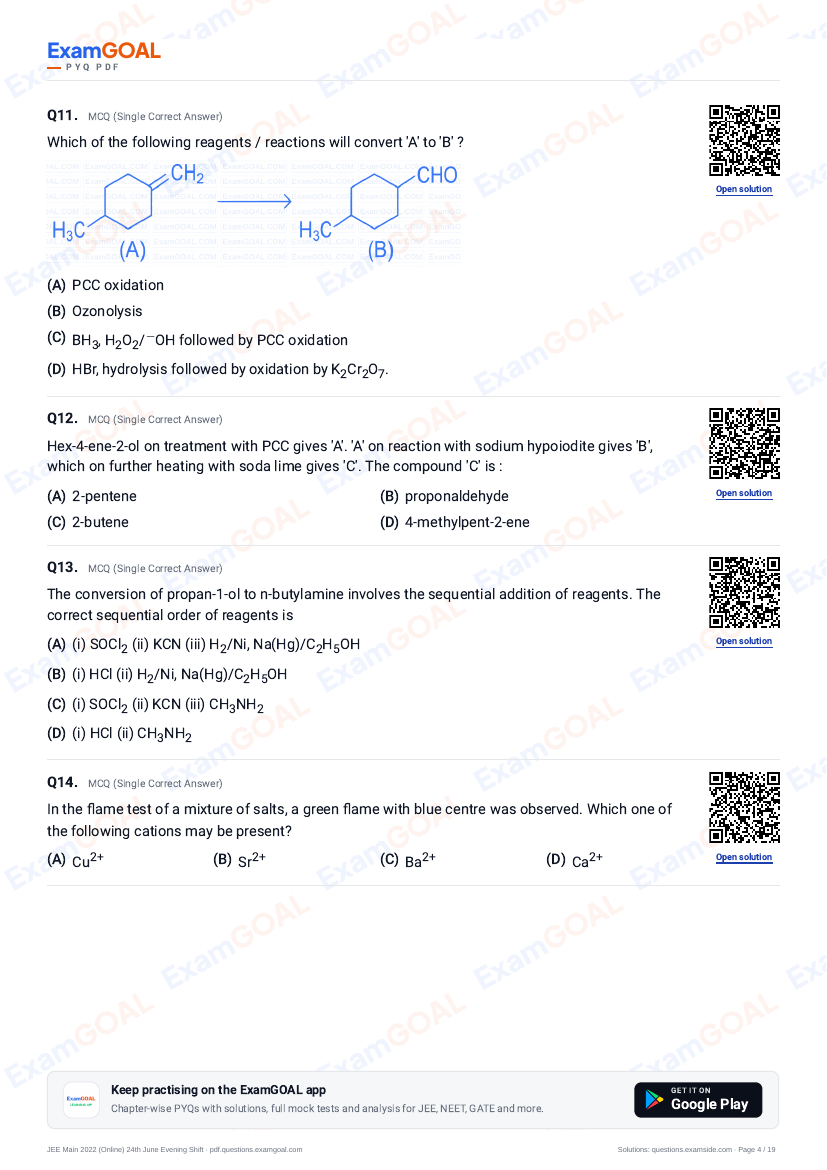 ExamGOAL
PYQ PDF
Q11. MCQ (Single Correct Answer)
Which of the following reagents / reactions will convert 'A' to 'B' ?
CH2
CHO
H3C
H3C
(A)
(B)
Open solution
(A) PCC oxidation
(B) Ozonolysis
(C) BH3, H2O2/⁻OH followed by PCC oxidation
(D) HBr, hydrolysis followed by oxidation by K2Cr2O7.
Q12. MCQ (Single Correct Answer)
Hex-4-ene-2-ol on treatment with PCC gives 'A'. 'A' on reaction with sodium hypoiodite gives 'B',
which on further heating with soda lime gives 'C'. The compound 'C' is :
Open solution
(A) 2-pentene
(B) proponaldehyde
(C) 2-butene
(D) 4-methylpent-2-ene
Q13. MCQ (Single Correct Answer)
The conversion of propan-1-ol to n-butylamine involves the sequential addition of reagents. The
correct sequential order of reagents is
Open solution
(A) (i) SOCl2 (ii) KCN (iii) H2/Ni, Na(Hg)/C2H5OH
(B) (i) HCl (ii) H2/Ni, Na(Hg)/C2H5OH
(C) (i) SOCl2 (ii) KCN (iii) CH3NH2
(D) (i) HCl (ii) CH3NH2
Q14. MCQ (Single Correct Answer)
In the flame test of a mixture of salts, a green flame with blue centre was observed. Which one of
the following cations may be present?
Open solution
(A) Cu²⁺
(B) Sr²⁺
(C) Ba²⁺
(D) Ca²⁺
ExamGOAL
Keep practising on the ExamGOAL app
Chapter-wise PYQs with solutions, full mock tests and analysis for JEE, NEET, GATE and more.
GET IT ON
Google Play
JEE Main 2022 (Online) 24th June Evening Shift · pdf.questions.examgoal.com
Solutions: questions.examside.com · Page 4 / 19